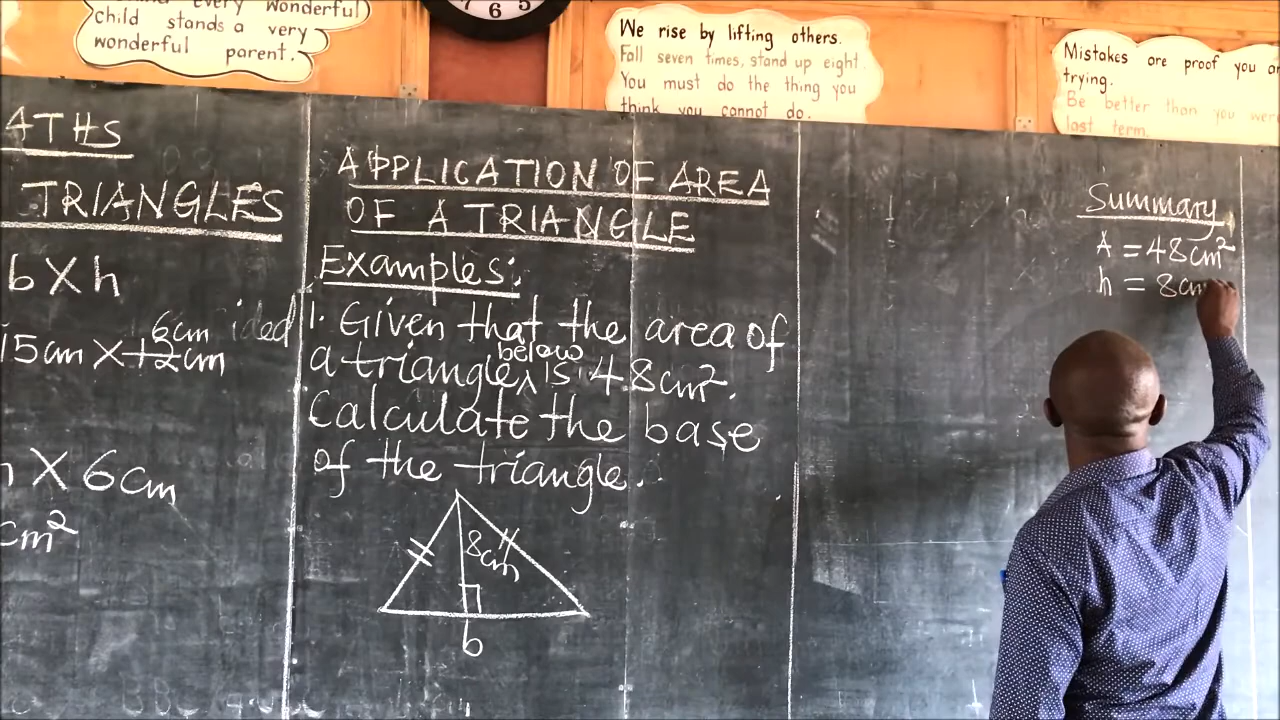 every wonderful
child stands a very
wonderful parent.
7 6 5
We rise by lifting others.
Fall seven times, stand up eight.
You must do the thing you
think you cannot do.
Mistakes are proof you
trying.
Be better than you were
last term.
ATHS
TRIANGLES
b X h
6cm
15cm X 12cm
X 6cm
cm²
APPLICATION OF AREA
OF A TRIANGLE
Examples:
1. Given that the area of
below
a triangle ^ is 48cm².
Calculate the base
of the triangle.
8cm
b
Summary
A = 48cm²
h = 8cm